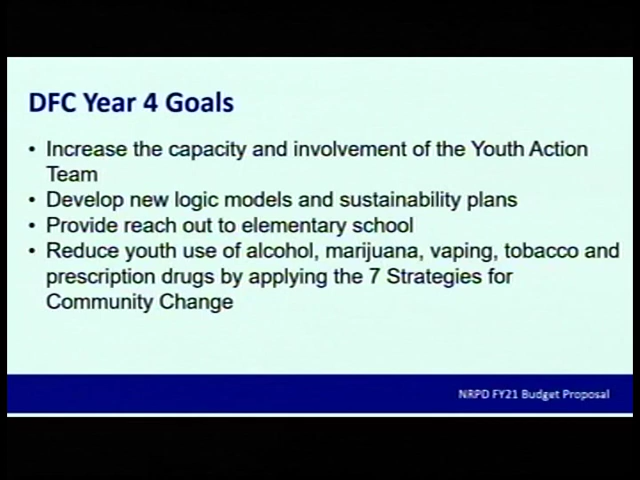 DFC Year 4 Goals
• Increase the capacity and involvement of the Youth Action
Team
• Develop new logic models and sustainability plans
• Provide reach out to elementary school
• Reduce youth use of alcohol, marijuana, vaping, tobacco and
prescription drugs by applying the 7 Strategies for
Community Change
NRPD FY21 Budget Proposal